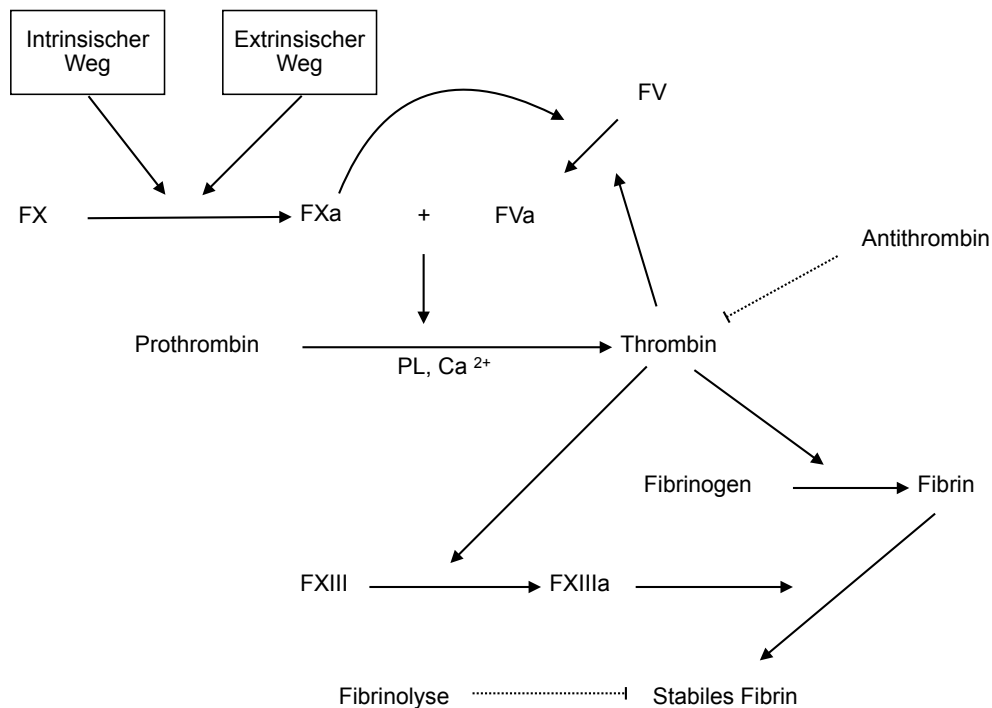 Intrinsischer
Weg
Extrinsischer
Weg
FV
FX
FXa
+
FVa
Antithrombin
Prothrombin
PL, Ca ²⁺
Thrombin
Fibrinogen
Fibrin
FXIII
FXIIIa
Fibrinolyse
Stabiles Fibrin